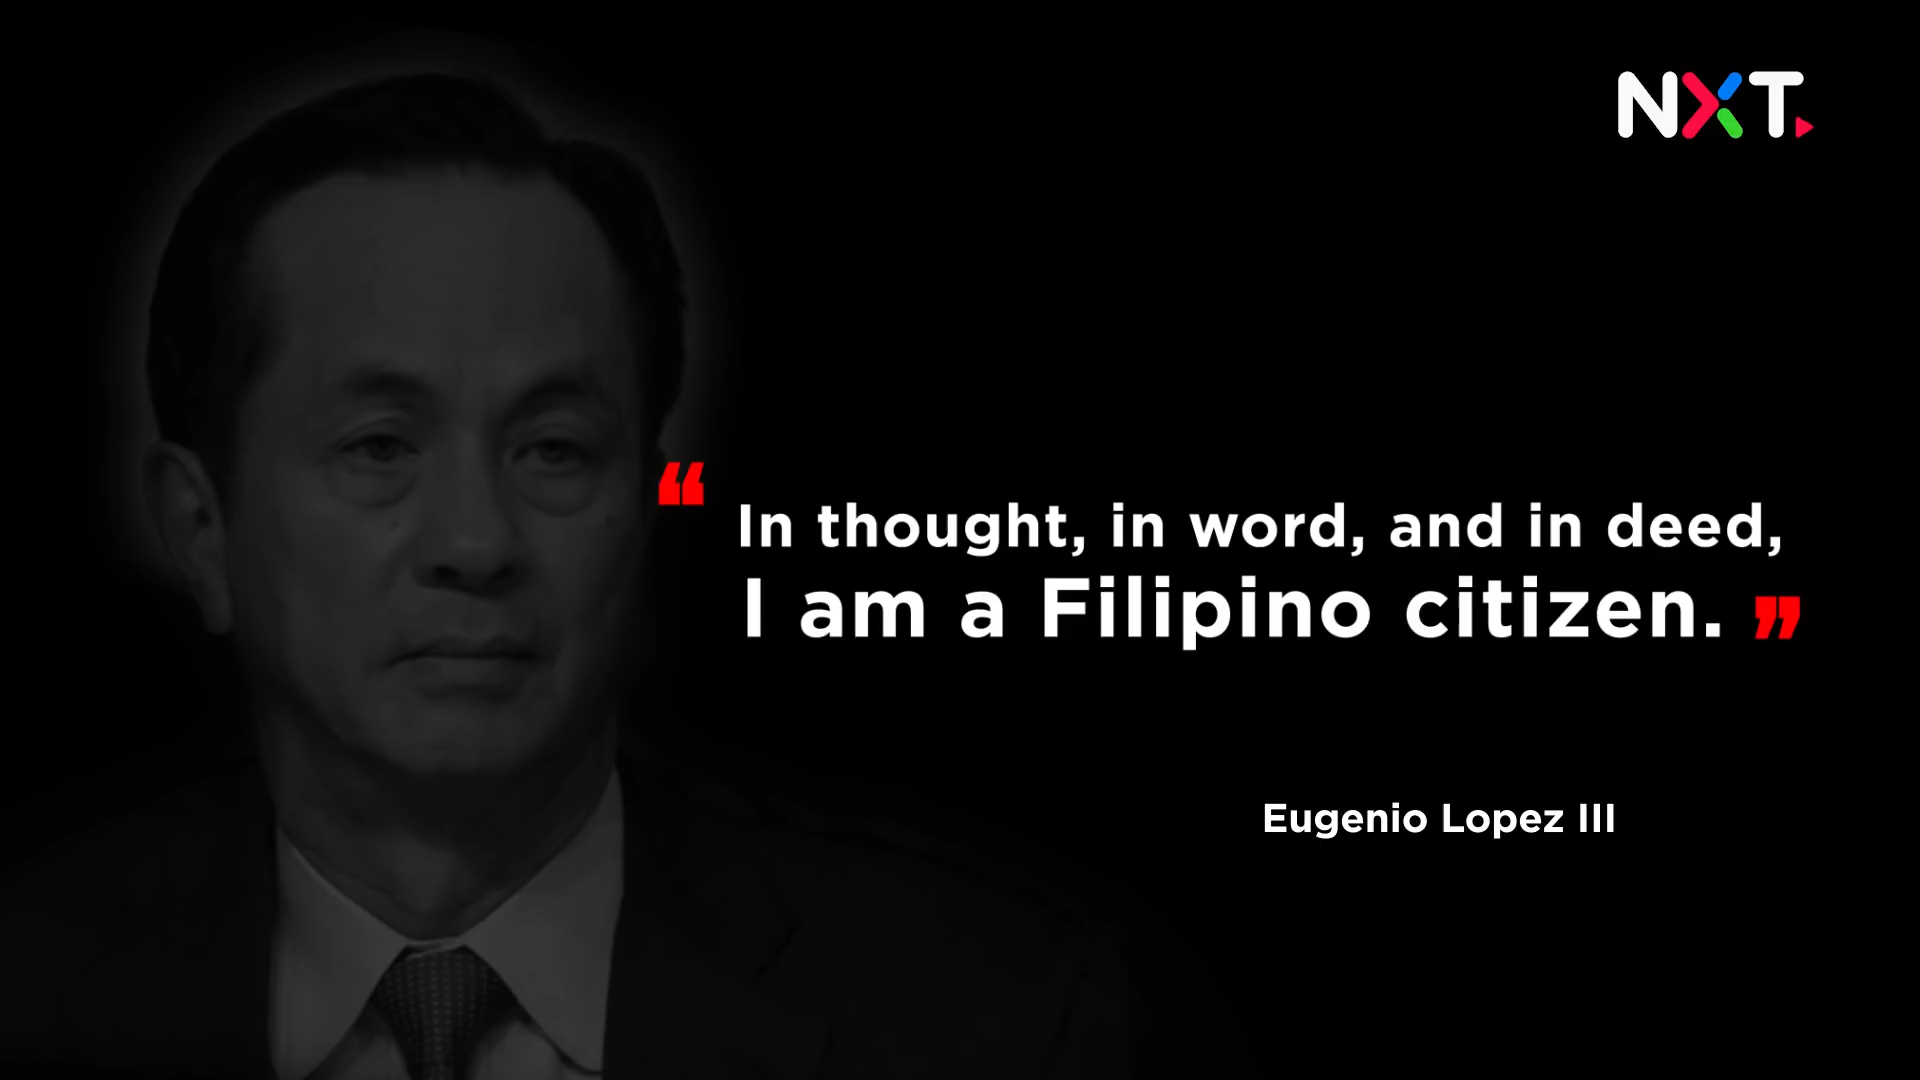 NXT
“ In thought, in word, and in deed,
I am a Filipino citizen. ”
Eugenio Lopez III